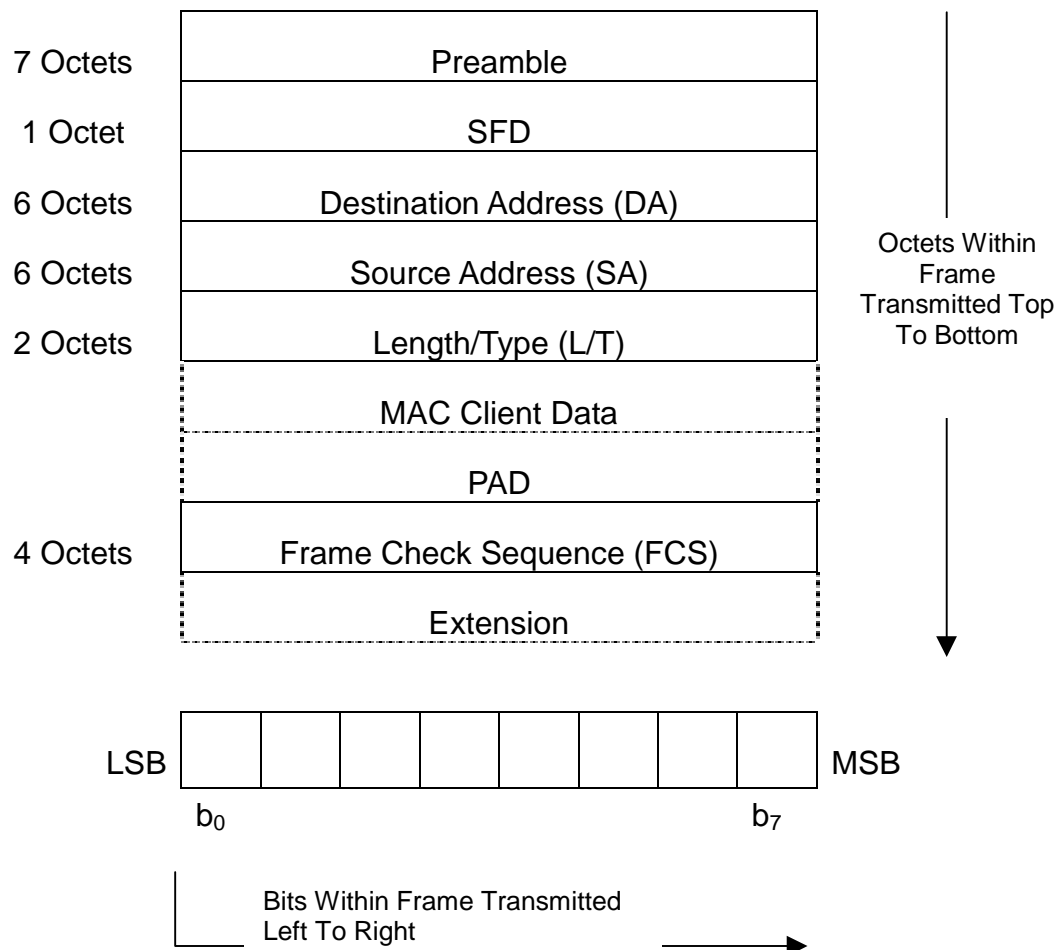 7 Octets Preamble
1 Octet SFD
6 Octets Destination Address (DA)
6 Octets Source Address (SA)
2 Octets Length/Type (L/T)
MAC Client Data
PAD
4 Octets Frame Check Sequence (FCS)
Extension
Octets Within
Frame
Transmitted Top
To Bottom
LSB MSB
b0 b7
Bits Within Frame Transmitted
Left To Right